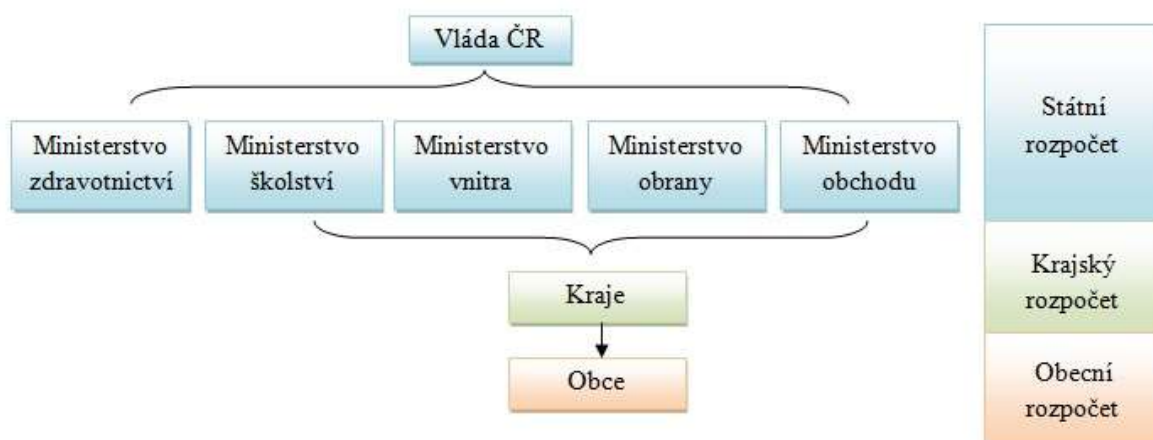 Vláda ČR
Ministerstvo
zdravotnictví
Ministerstvo
školství
Ministerstvo
vnitra
Ministerstvo
obrany
Ministerstvo
obchodu
Kraje
Obce
Státní
rozpočet
Krajský
rozpočet
Obecní
rozpočet